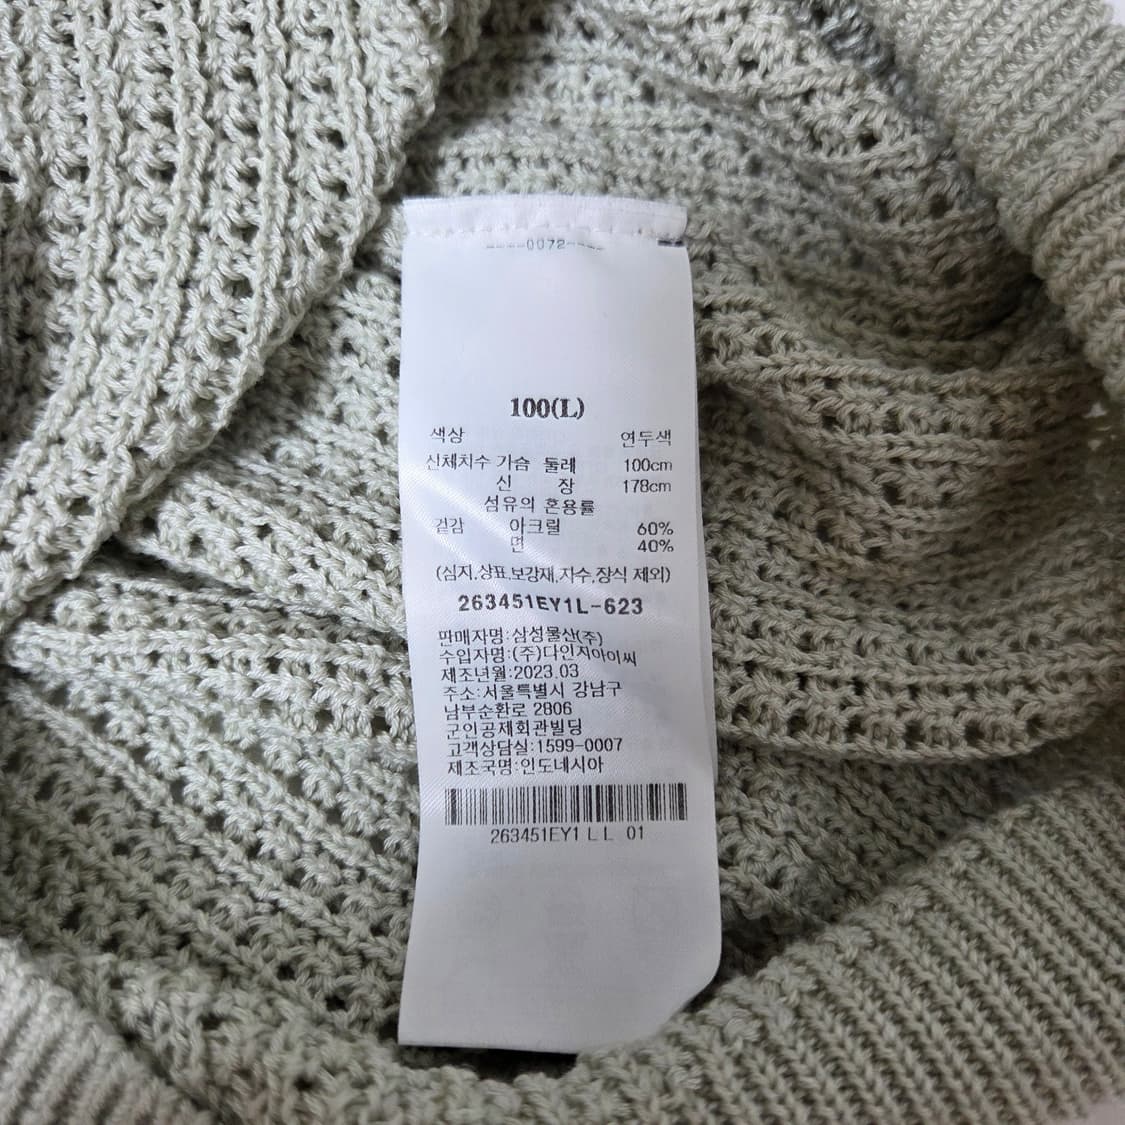 ----0072----
100(L)
색상 연두색
신체치수 가슴 둘레 100cm
신 장 178cm
섬유의 혼용률
겉감 아크릴 60%
면 40%
(심지,상표,보강재,자수,장식 제외)
263451EY1L-623
판매자명:삼성물산(주)
수입자명:(주)다인지아이씨
제조년월:2023.03
주소:서울특별시 강남구
남부순환로 2806
군인공제회관빌딩
고객상담실:1599-0007
제조국명:인도네시아
263451EY1 L L 01